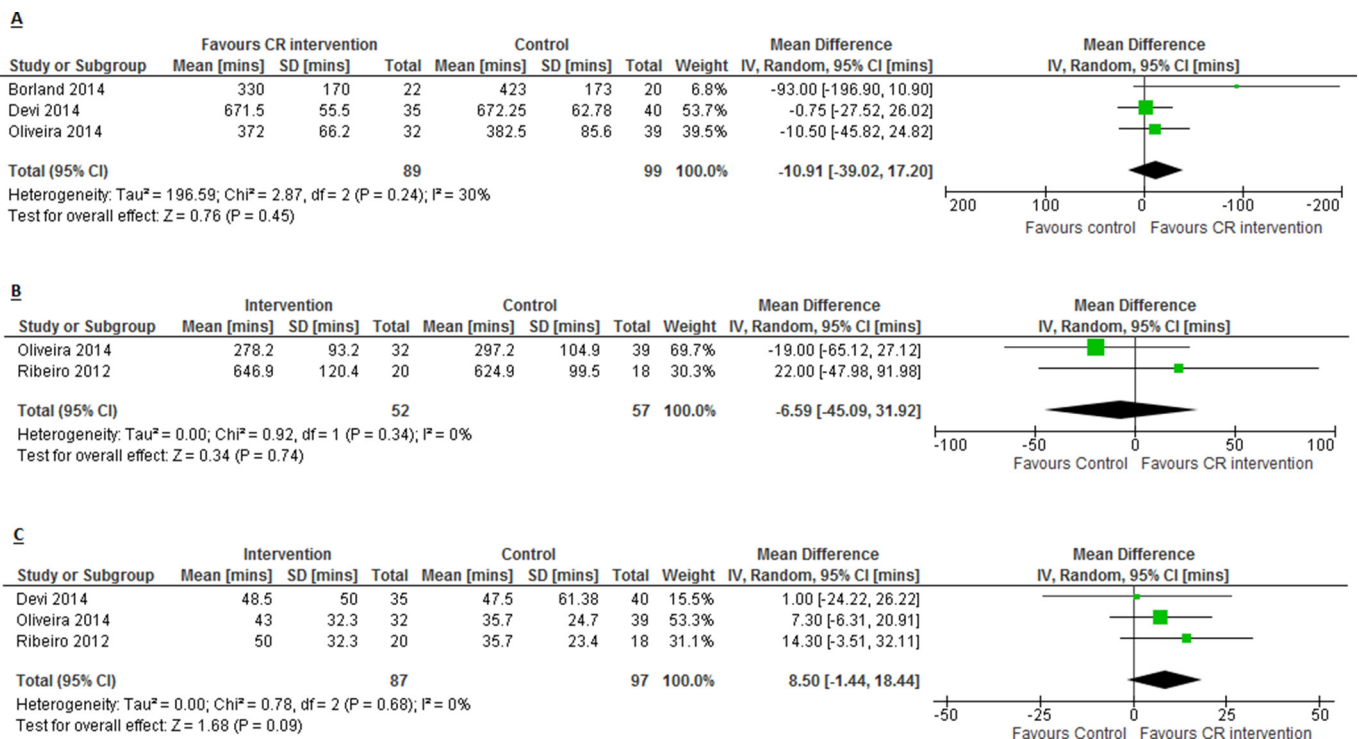 A
Favours CR intervention Control Mean Difference Mean Difference
Study or Subgroup Mean [mins] SD [mins] Total Mean [mins] SD [mins] Total Weight IV, Random, 95% CI [mins] IV, Random, 95% CI [mins]
Borland 2014 330 170 22 423 173 20 6.8% -93.00 [-196.90, 10.90]
Devi 2014 671.5 55.5 35 672.25 62.78 40 53.7% -0.75 [-27.52, 26.02]
Oliveira 2014 372 66.2 32 382.5 85.6 39 39.5% -10.50 [-45.82, 24.82]
Total (95% CI) 89 99 100.0% -10.91 [-39.02, 17.20]
Heterogeneity: Tau² = 196.59; Chi² = 2.87, df = 2 (P = 0.24); I² = 30%
Test for overall effect: Z = 0.76 (P = 0.45)
200 100 0 -100 -200
Favours control Favours CR intervention
B
Intervention Control Mean Difference Mean Difference
Study or Subgroup Mean [mins] SD [mins] Total Mean [mins] SD [mins] Total Weight IV, Random, 95% CI [mins] IV, Random, 95% CI [mins]
Oliveira 2014 278.2 93.2 32 297.2 104.9 39 69.7% -19.00 [-65.12, 27.12]
Ribeiro 2012 646.9 120.4 20 624.9 99.5 18 30.3% 22.00 [-47.98, 91.98]
Total (95% CI) 52 57 100.0% -6.59 [-45.09, 31.92]
Heterogeneity: Tau² = 0.00; Chi² = 0.92, df = 1 (P = 0.34); I² = 0%
Test for overall effect: Z = 0.34 (P = 0.74)
-100 -50 0 50 100
Favours Control Favours CR intervention
C
Intervention Control Mean Difference Mean Difference
Study or Subgroup Mean [mins] SD [mins] Total Mean [mins] SD [mins] Total Weight IV, Random, 95% CI [mins] IV, Random, 95% CI [mins]
Devi 2014 48.5 50 35 47.5 61.38 40 15.5% 1.00 [-24.22, 26.22]
Oliveira 2014 43 32.3 32 35.7 24.7 39 53.3% 7.30 [-6.31, 20.91]
Ribeiro 2012 50 32.3 20 35.7 23.4 18 31.1% 14.30 [-3.51, 32.11]
Total (95% CI) 87 97 100.0% 8.50 [-1.44, 18.44]
Heterogeneity: Tau² = 0.00; Chi² = 0.78, df = 2 (P = 0.68); I² = 0%
Test for overall effect: Z = 1.68 (P = 0.09)
-50 -25 0 25 50
Favours Control Favours CR intervention